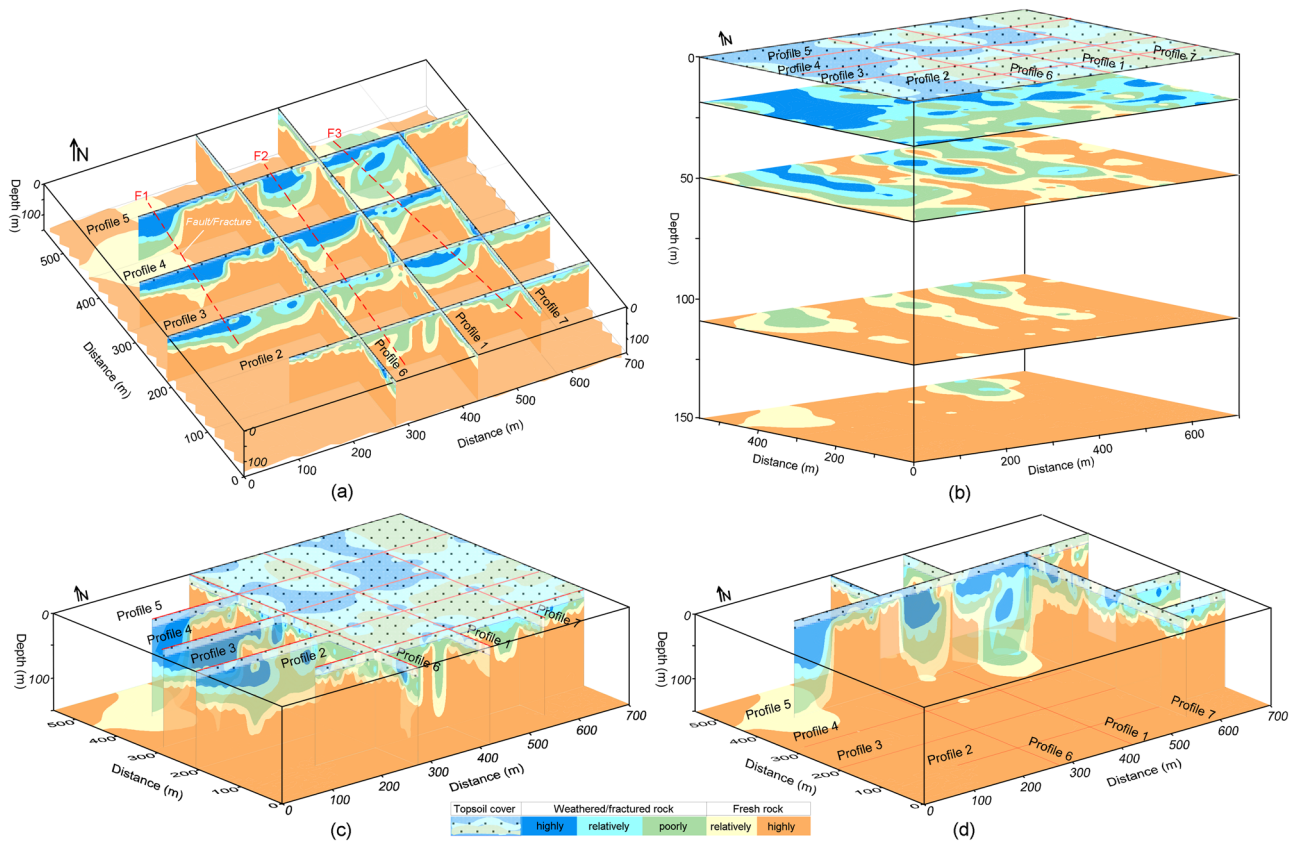 N
F1
F2
F3
Fault/Fracture
Profile 5
Profile 4
Profile 3
Profile 2
Profile 6
Profile 1
Profile 7
Depth (m)
0
100
500
400
300
200
100
0
Distance (m)
0
100
0
100
200
300
400
500
600
700
Distance (m)
0
100
(a)
N
Profile 5
Profile 4
Profile 3
Profile 2
Profile 6
Profile 1
Profile 7
Depth (m)
0
50
100
150
400
200
0
Distance (m)
200
400
600
Distance (m)
(b)
N
Profile 5
Profile 4
Profile 3
Profile 2
Profile 6
Profile 1
Profile 7
Depth (m)
0
100
500
400
300
200
100
0
Distance (m)
100
200
300
400
500
600
700
Distance (m)
(c)
N
Profile 5
Profile 4
Profile 3
Profile 2
Profile 6
Profile 1
Profile 7
Depth (m)
0
100
500
400
300
200
100
0
Distance (m)
0
100
200
300
400
500
600
700
Distance (m)
(d)
Topsoil cover Weathered/fractured rock Fresh rock
highly relatively poorly relatively highly